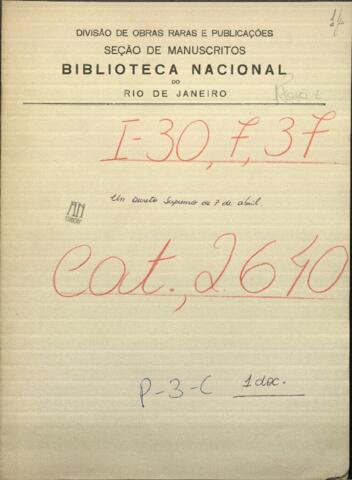 14
DIVISÃO DE OBRAS RARAS E PUBLICAÇÕES
SEÇÃO DE MANUSCRITOS
BIBLIOTECA NACIONAL
DO
RIO DE JANEIRO
I-30,7,37
Un Decreto Supremo de 7 de abril.
Cat., 2640
P-3-C 1 doc.